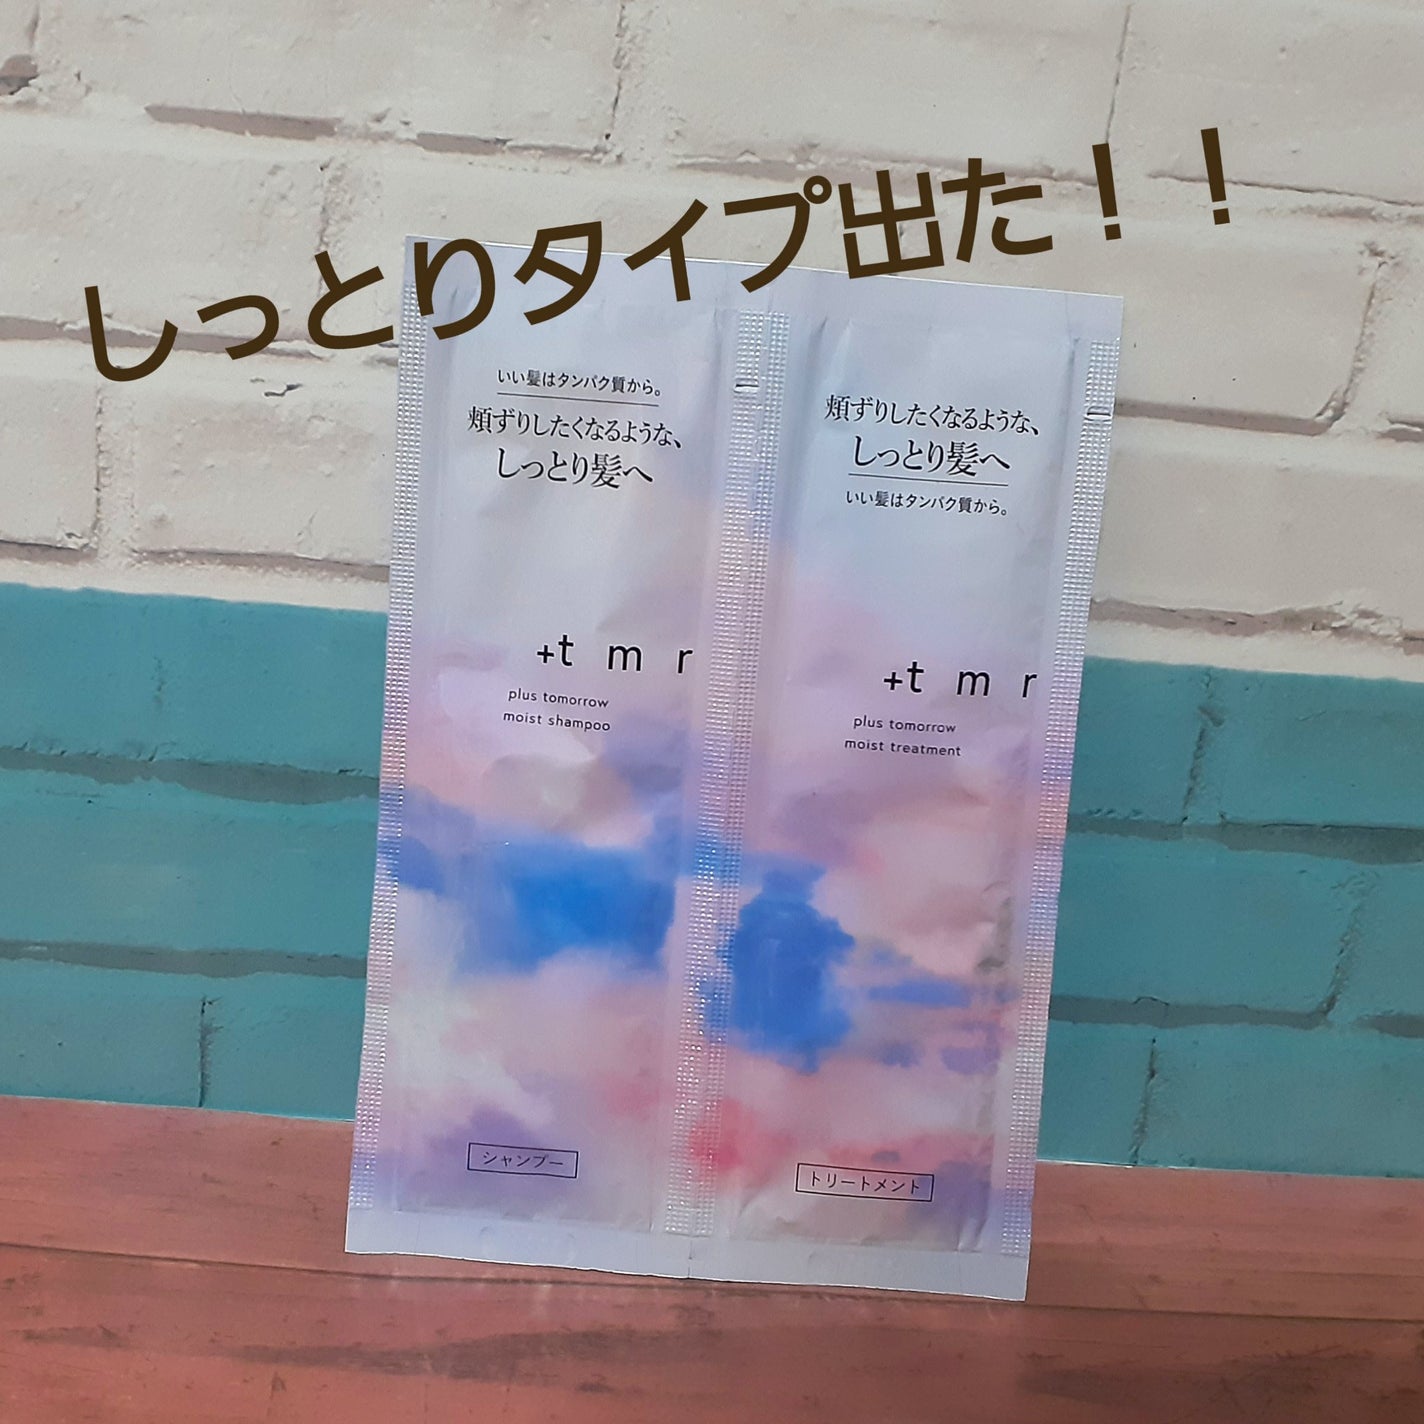 しっとりタイプ出た！！
いい髪はタンパク質から。
頬ずりしたくなるような、
しっとり髪へ
+t m r
plus tomorrow
moist shampoo
シャンプー
頬ずりしたくなるような、
しっとり髪へ
いい髪はタンパク質から。
+t m r
plus tomorrow
moist treatment
トリートメント